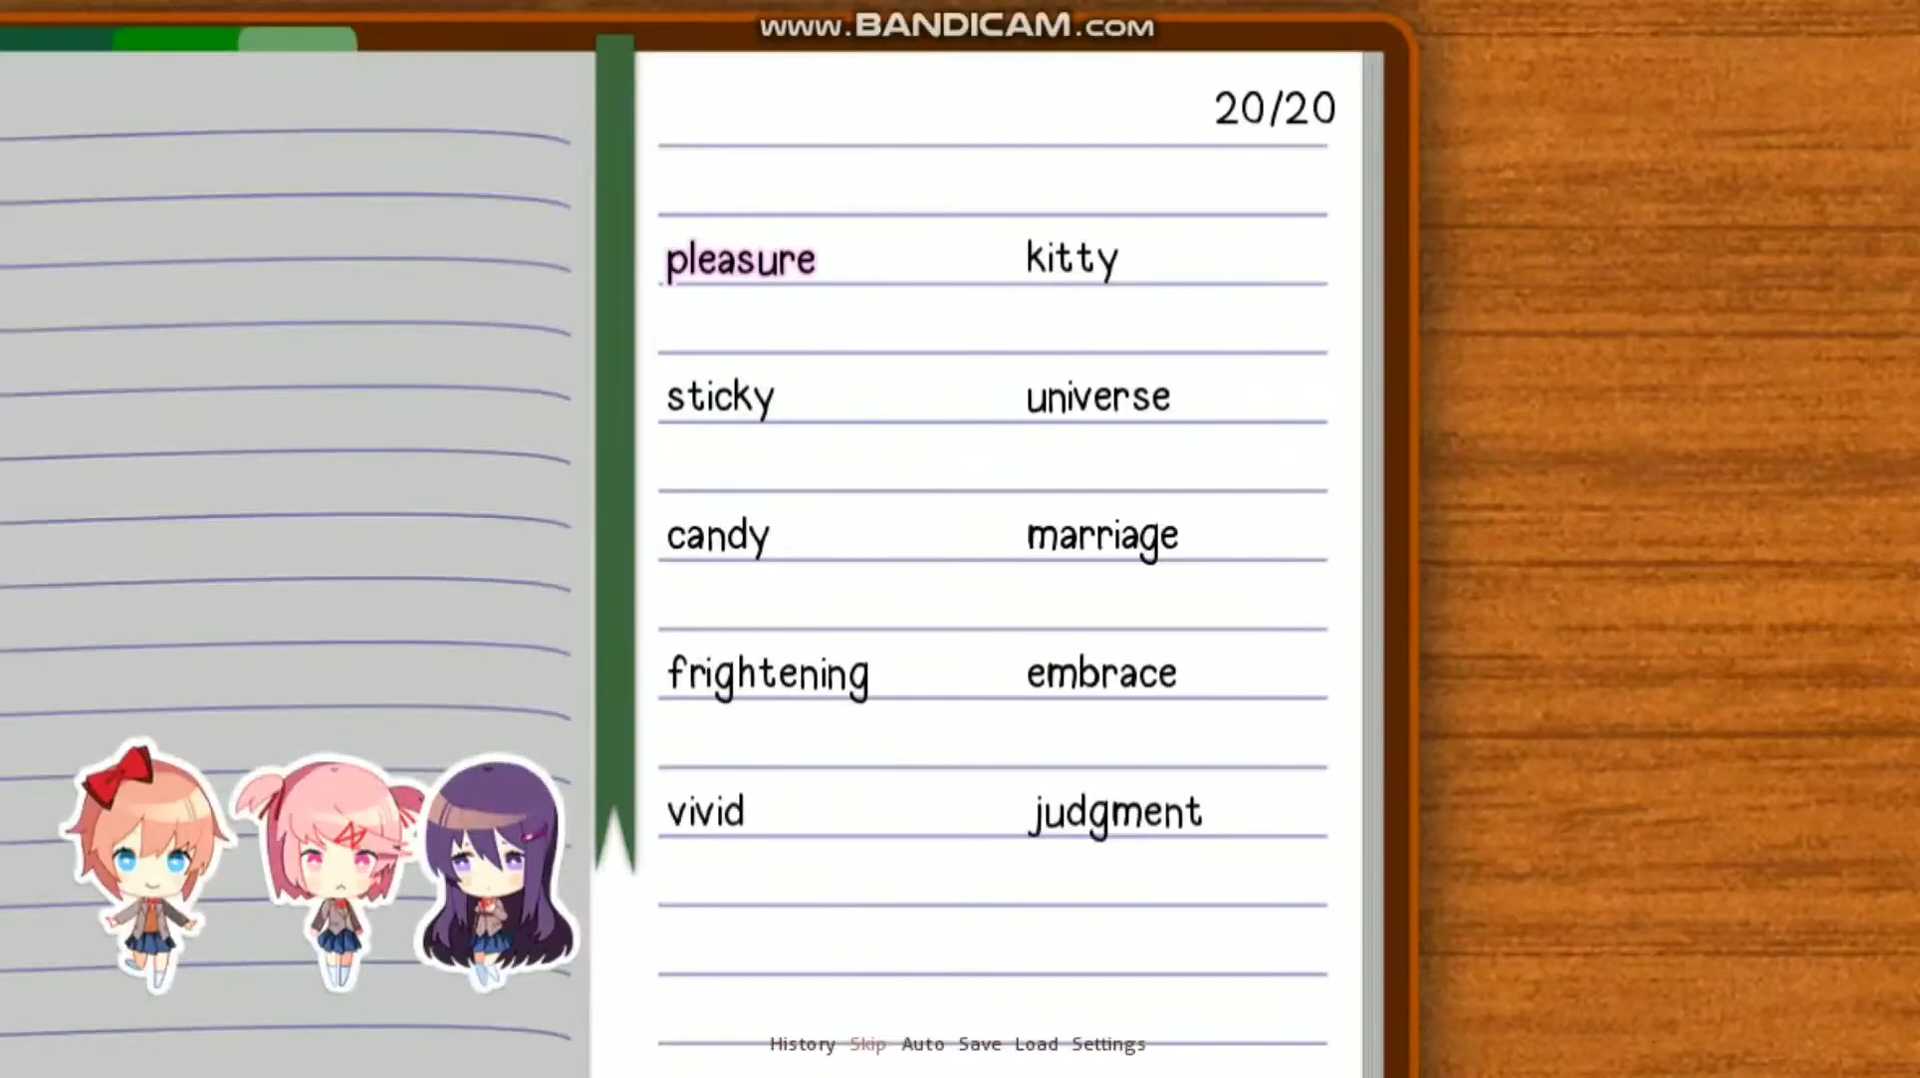 www.BANDICAM.com
20/20
pleasure kitty
sticky universe
candy marriage
frightening embrace
vivid judgment
History Skip Auto Save Load Settings